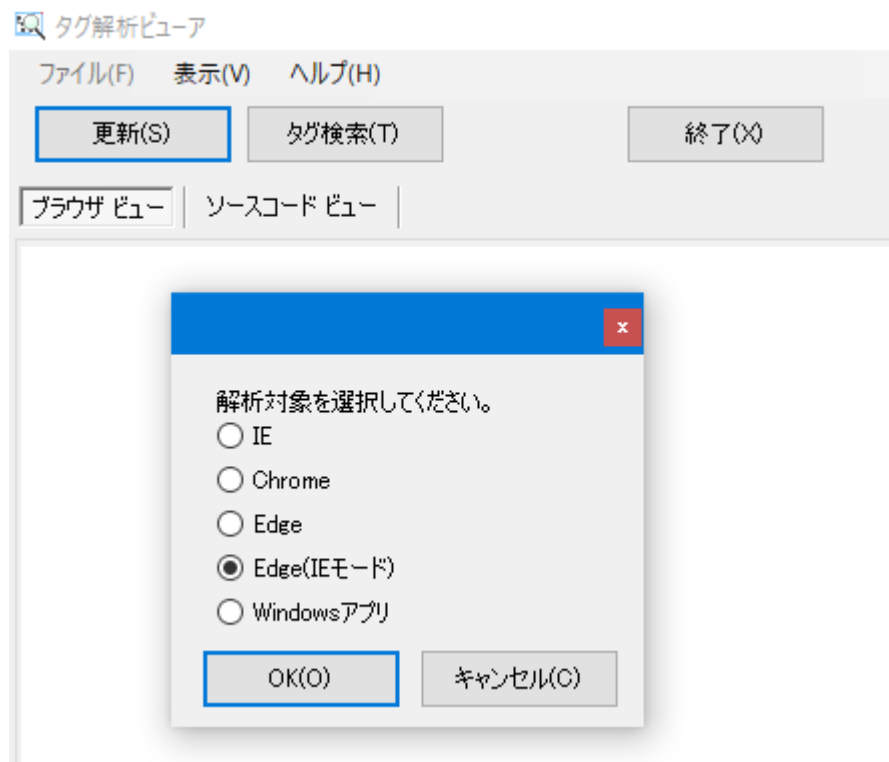 タグ解析ビューア
ファイル(F) 表示(V) ヘルプ(H)
更新(S) タグ検索(T) 終了(X)
ブラウザ ビュー ソースコード ビュー
x
解析対象を選択してください。
IE
Chrome
Edge
Edge(IEモード)
Windowsアプリ
OK(O) キャンセル(C)